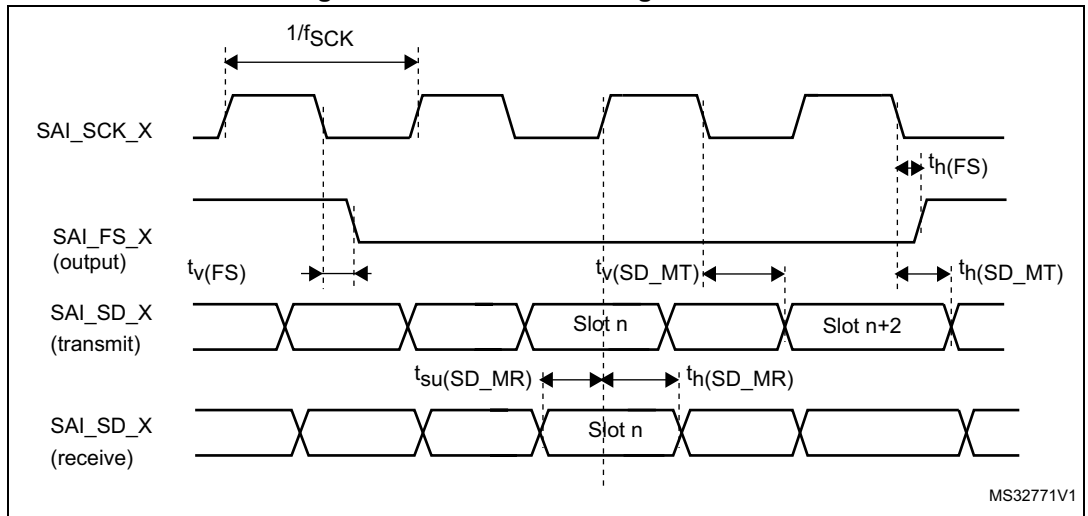 1/fSCK
SAI_SCK_X
th(FS)
SAI_FS_X
(output)
tv(FS)
tv(SD_MT)
th(SD_MT)
SAI_SD_X
(transmit)
Slot n
Slot n+2
tsu(SD_MR)
th(SD_MR)
SAI_SD_X
(receive)
Slot n
MS32771V1